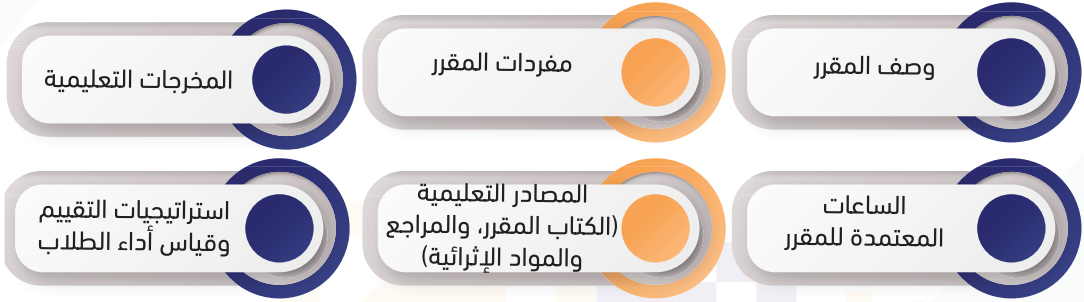 وصف المقرر
مفردات المقرر
المخرجات التعليمية
الساعات
المعتمدة للمقرر
المصادر التعليمية
(الكتاب المقرر، والمراجع
والمواد الإثرائية)
استراتيجيات التقييم
وقياس أداء الطلاب